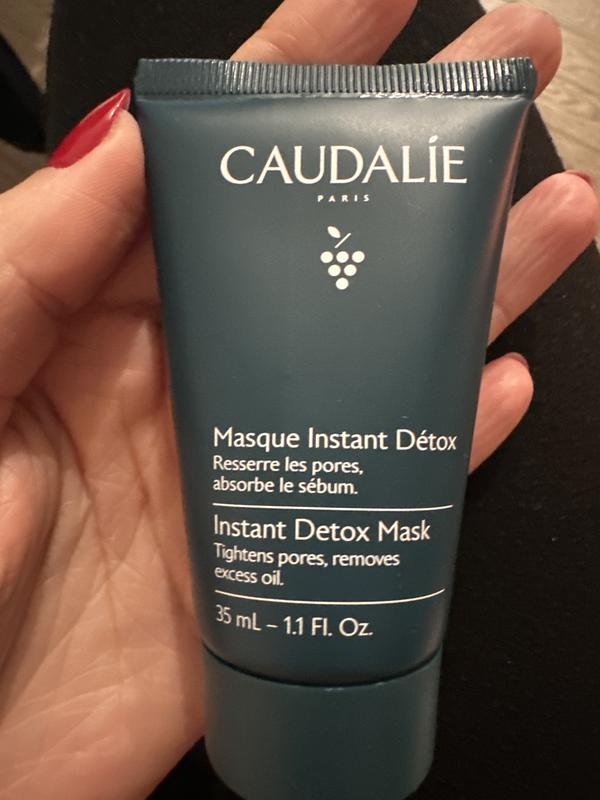 CAUDALÍE
PARIS
Masque Instant Détox
Resserre les pores,
absorbe le sébum.
Instant Detox Mask
Tightens pores, removes
excess oil.
35 mL – 1.1 Fl. Oz.